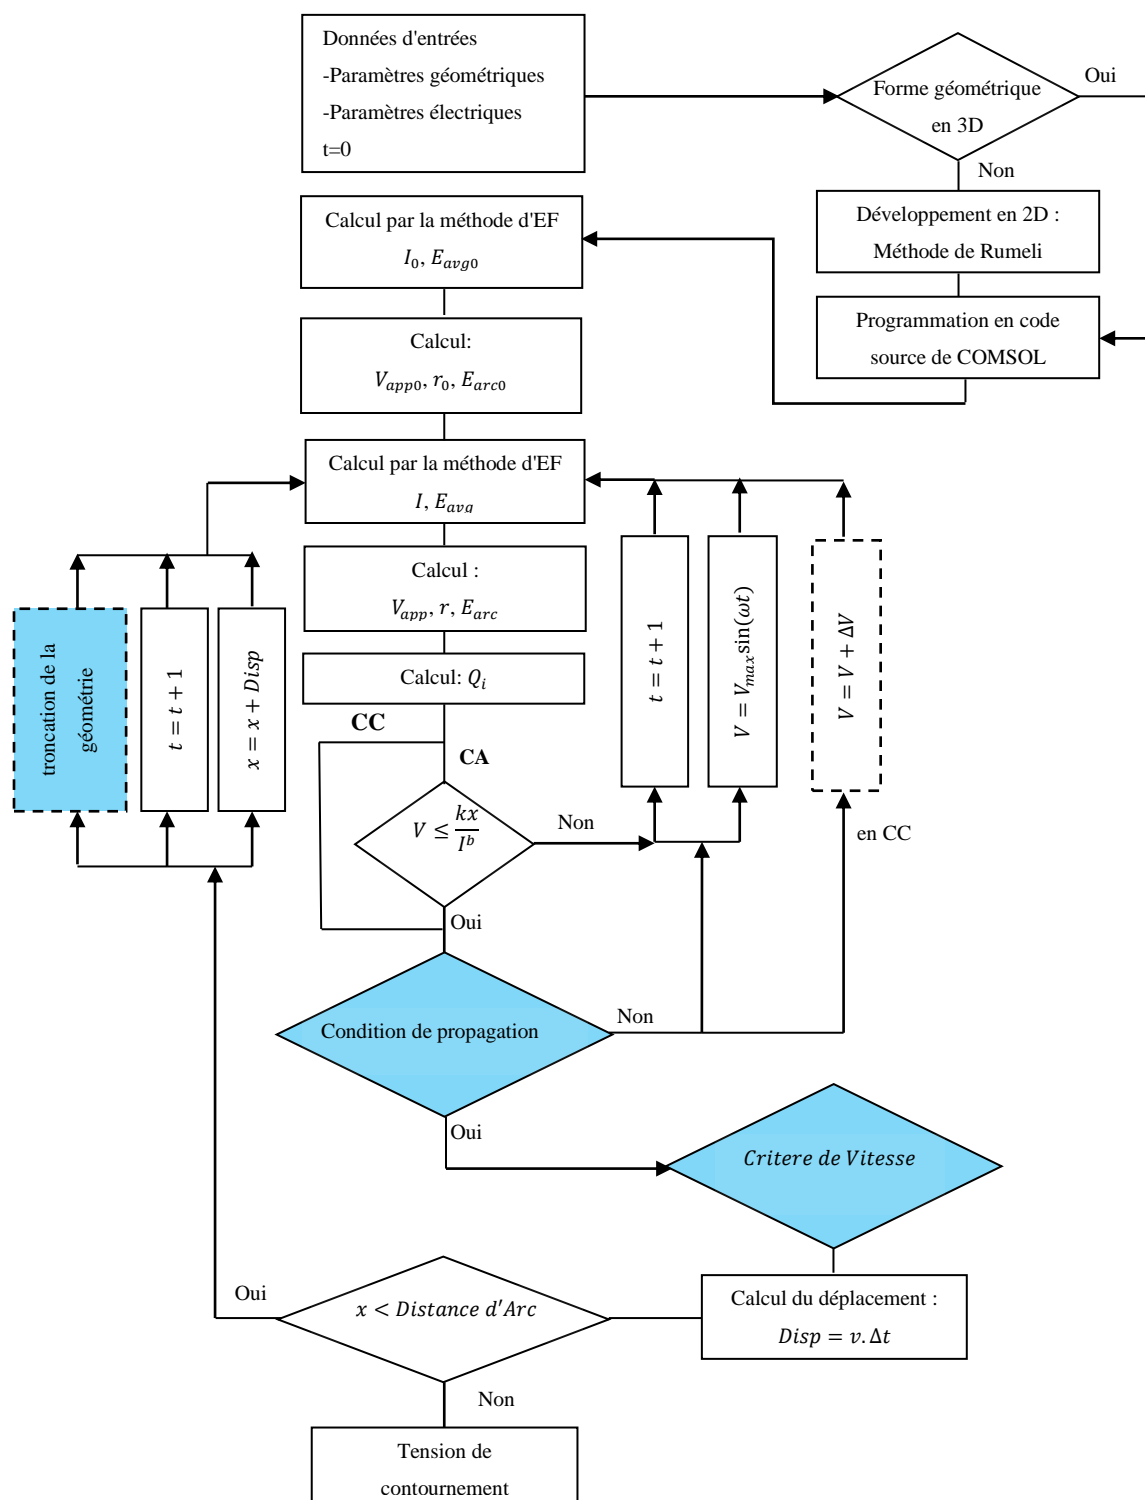 Données d'entrées
-Paramètres géométriques
-Paramètres électriques
t=0
Forme géométrique
en 3D
Oui
Non
Développement en 2D :
Méthode de Rumeli
Programmation en code
source de COMSOL
Calcul par la méthode d'EF
I₀, E_avg0
Calcul:
V_app0, r₀, E_arc0
Calcul par la méthode d'EF
I, E_avg
Calcul :
V_app, r, E_arc
Calcul: Q_i
CC
CA
V ≤ kx/I^b
Non
Oui
troncation de la
géométrie
t = t + 1
x = x + Disp
t = t + 1
V = V_max sin(ωt)
V = V + ΔV
en CC
Condition de propagation
Non
Oui
Critere de Vitesse
Calcul du déplacement :
Disp = v.Δt
x < Distance d'Arc
Oui
Non
Tension de
contournement